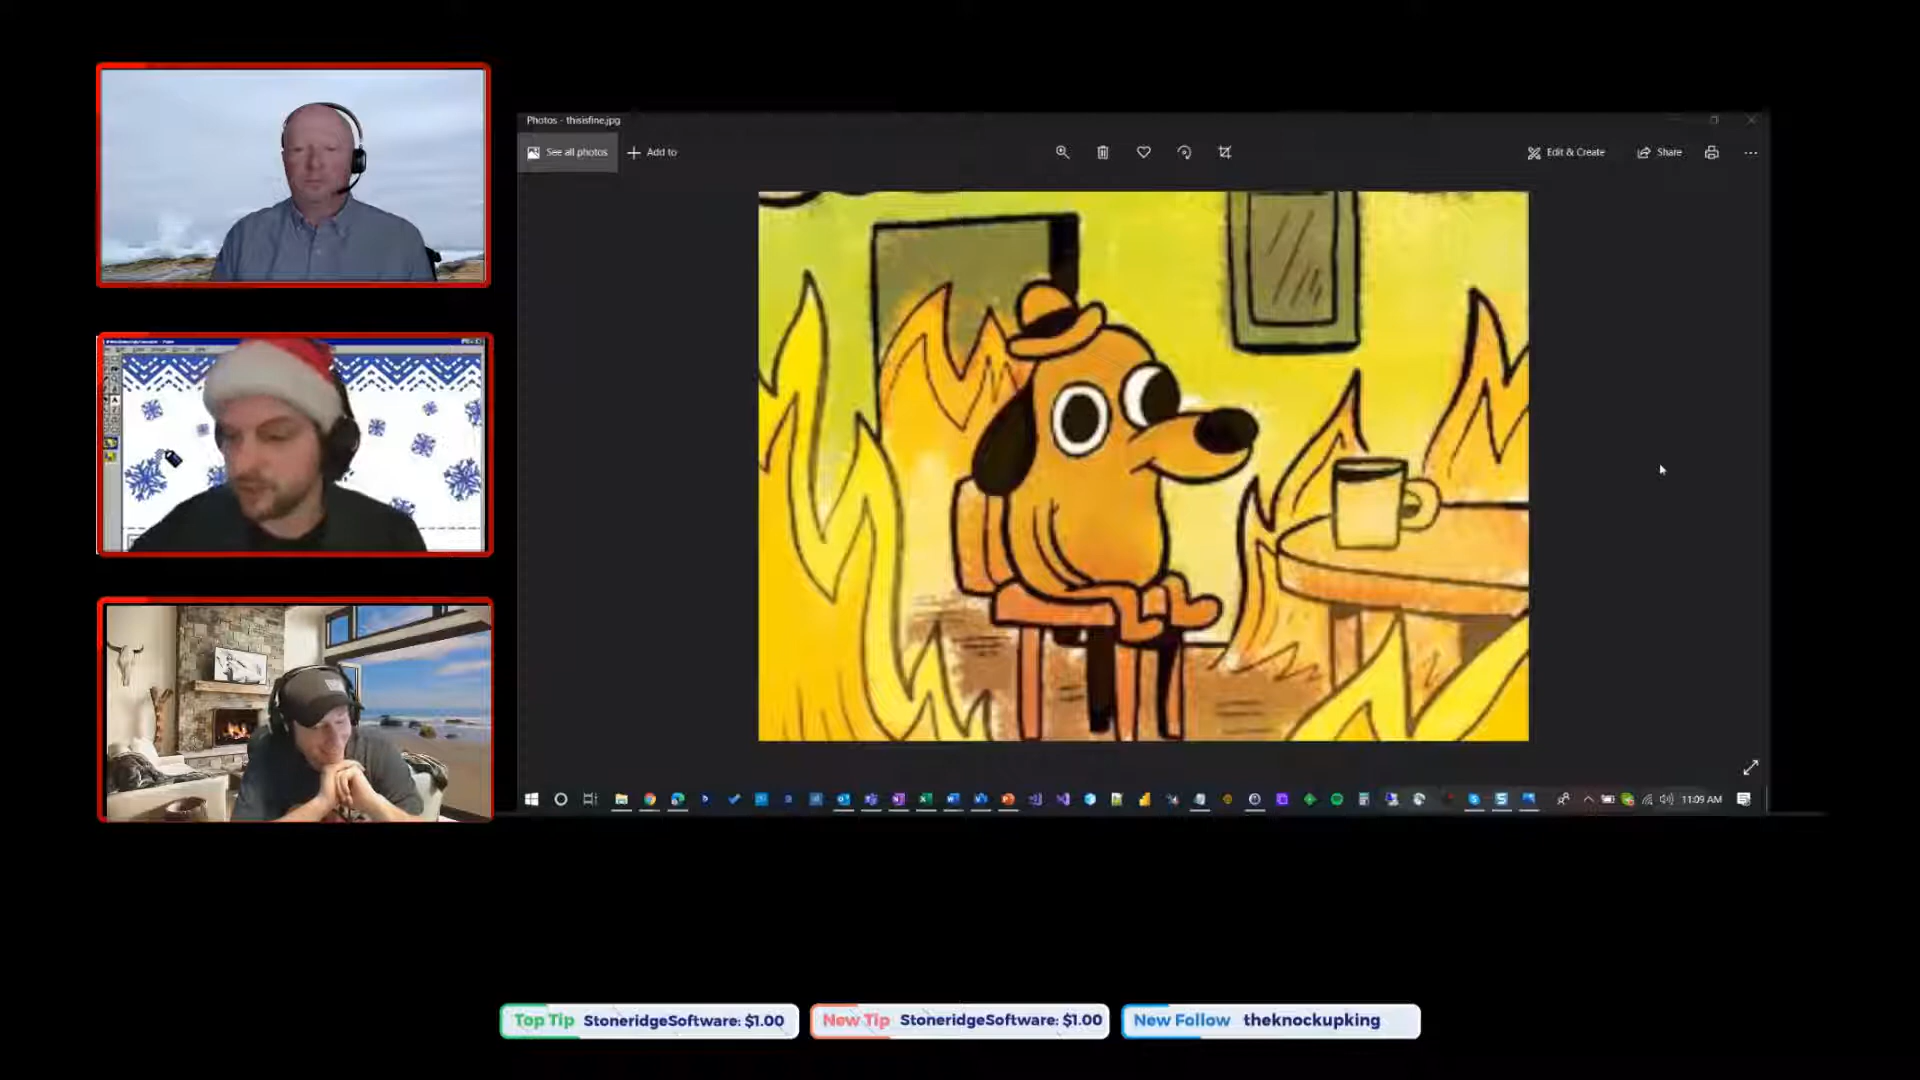 Photos - thisisfine.jpg
See all photos
Add to
Edit & Create
Share
11:09 AM
Top Tip StoneridgeSoftware: $1.00
New Tip StoneridgeSoftware: $1.00
New Follow theknockupking